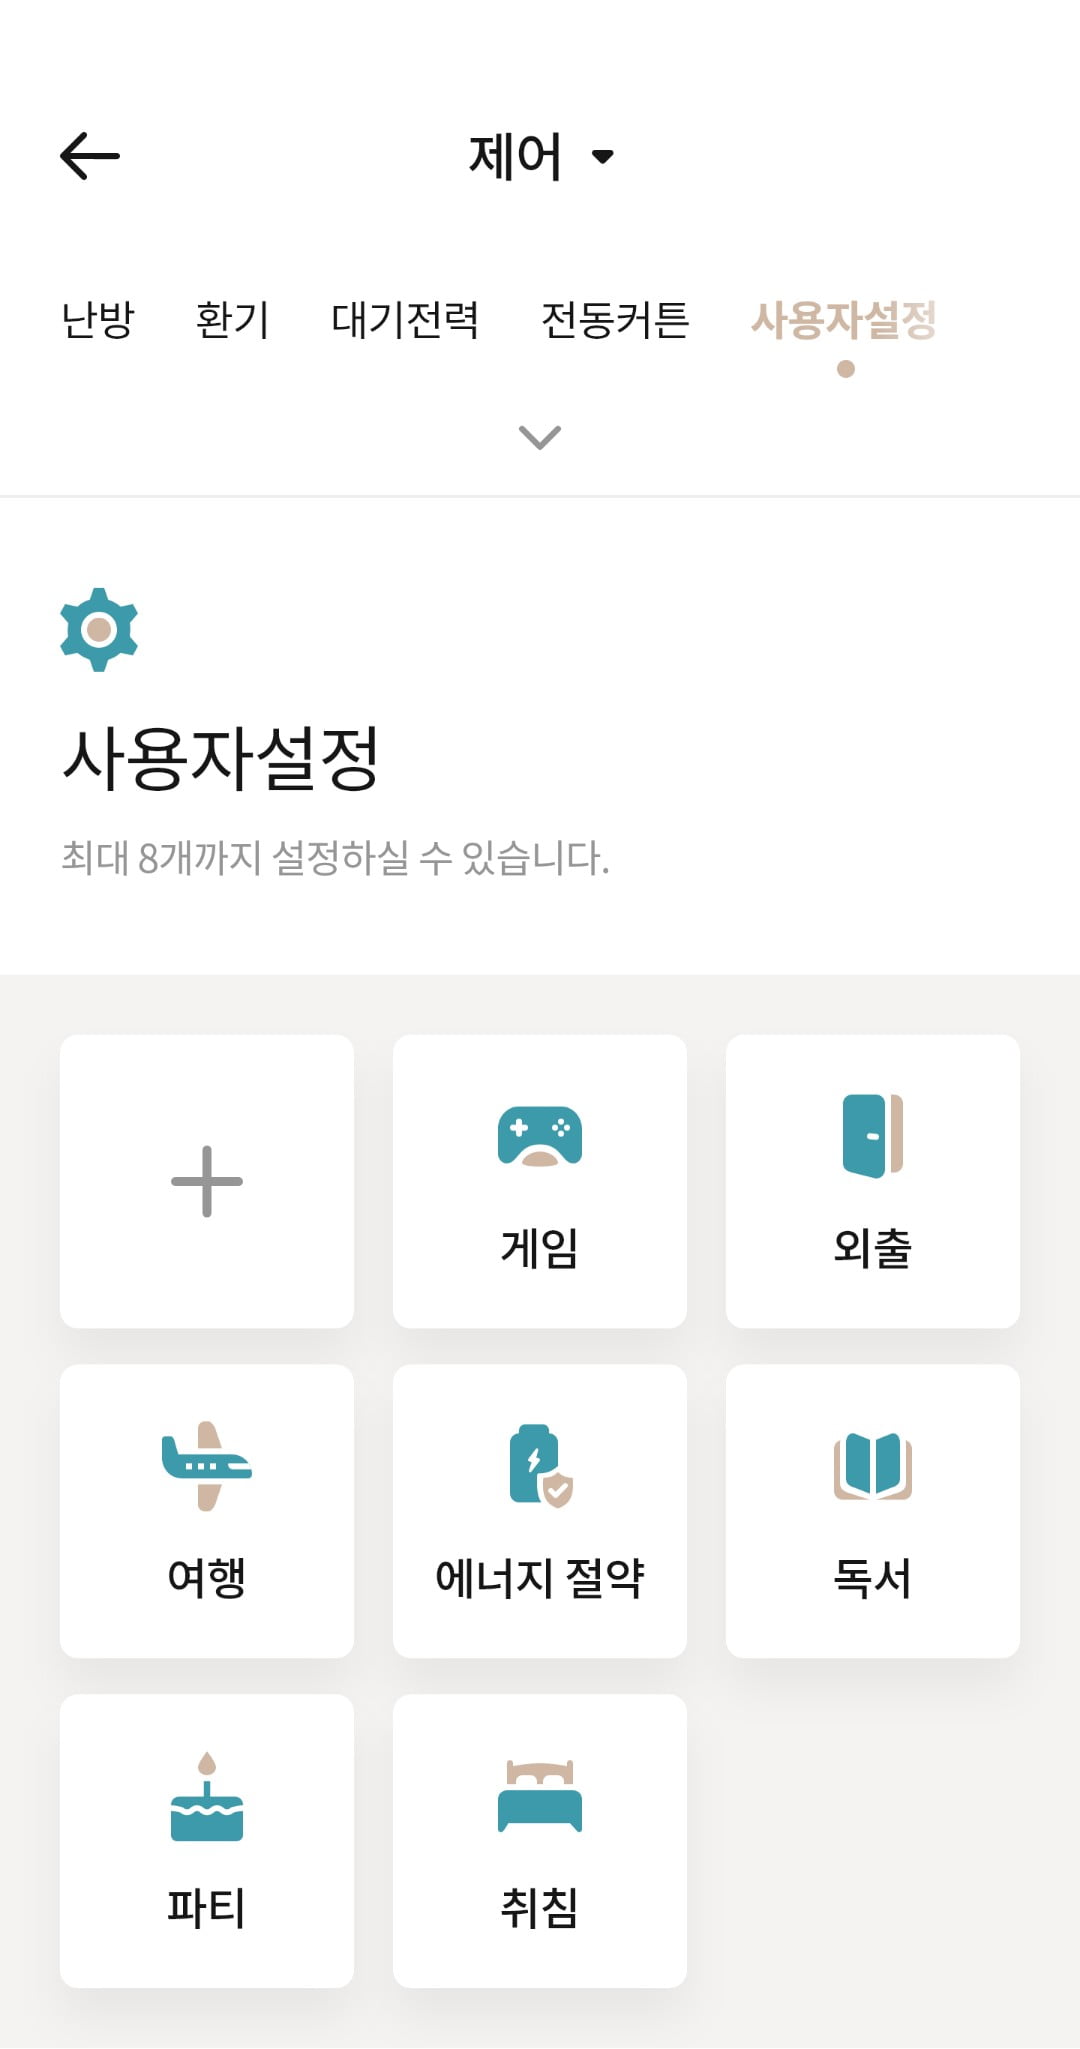 제어
난방 환기 대기전력 전동커튼 사용자설정
사용자설정
최대 8개까지 설정하실 수 있습니다.
게임
외출
여행
에너지 절약
독서
파티
취침